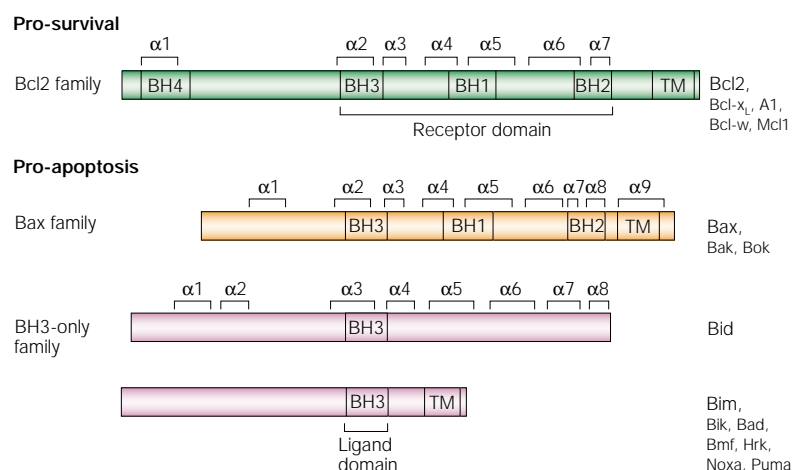 Pro-survival
α1 α2 α3 α4 α5 α6 α7
Bcl2 family BH4 BH3 BH1 BH2 TM Bcl2,
Bcl-xL, A1,
Bcl-w, Mcl1
Receptor domain
Pro-apoptosis
α1 α2 α3 α4 α5 α6 α7 α8 α9
Bax family BH3 BH1 BH2 TM Bax,
Bak, Bok
α1 α2 α3 α4 α5 α6 α7 α8
BH3-only
family
BH3 Bid
BH3 TM Bim,
Bik, Bad,
Bmf, Hrk,
Noxa, Puma
Ligand
domain